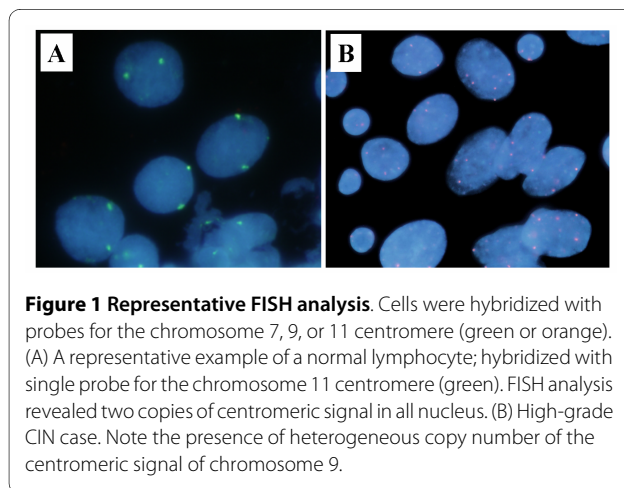 A
B
Figure 1 Representative FISH analysis. Cells were hybridized with
probes for the chromosome 7, 9, or 11 centromere (green or orange).
(A) A representative example of a normal lymphocyte; hybridized with
single probe for the chromosome 11 centromere (green). FISH analysis
revealed two copies of centromeric signal in all nucleus. (B) High-grade
CIN case. Note the presence of heterogeneous copy number of the
centromeric signal of chromosome 9.